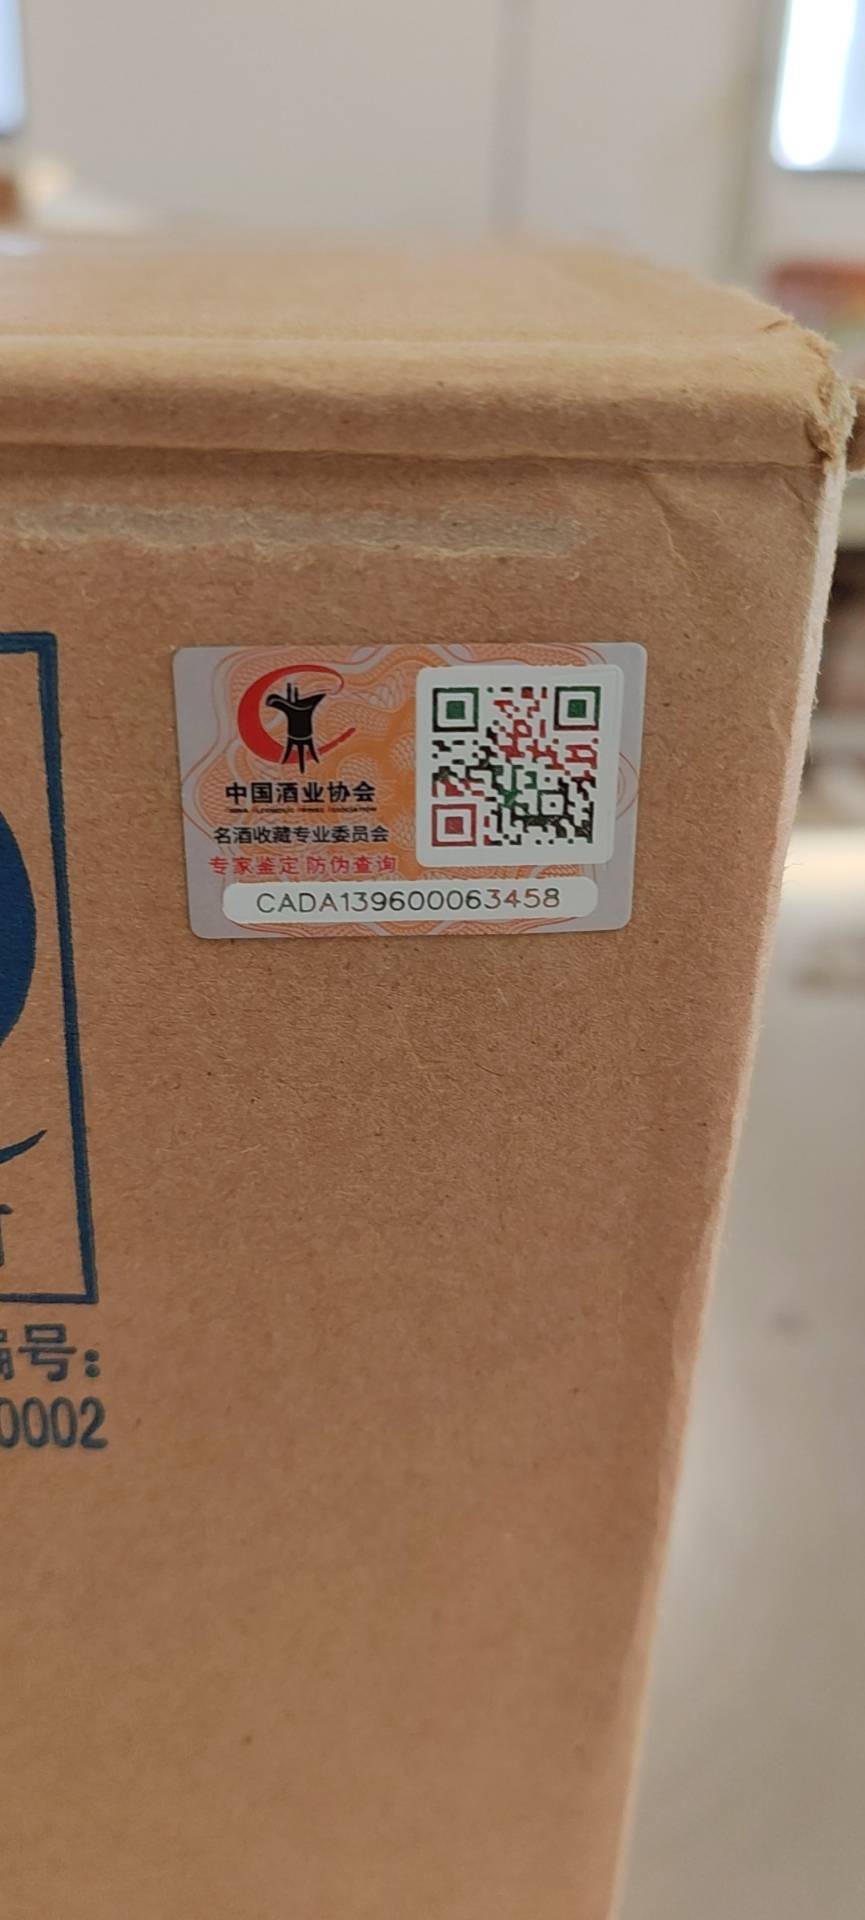 中国酒业协会
名酒收藏专业委员会
专家鉴定 防伪查询
CADA139600063458
号:
0002